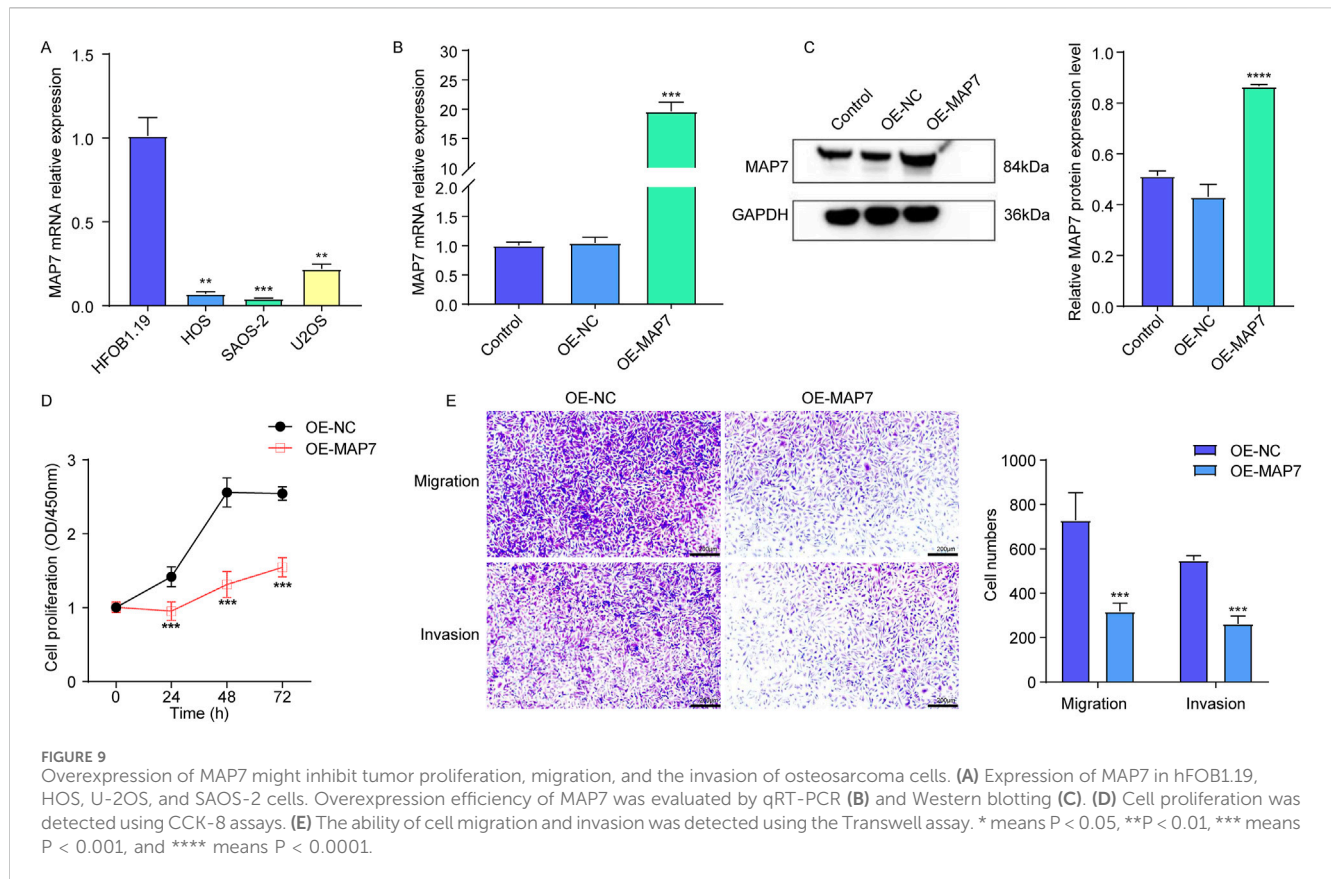 A
MAP7 mRNA relative expression
1.5
1.0
0.5
0.0
**
***
**
HFOB1.19
HOS
SAOS-2
U2OS
B
MAP7 mRNA relative expression
30
25
20
15
10
2.0
1.5
1.0
0.5
0.0
***
Control
OE-NC
OE-MAP7
C
Control
OE-NC
OE-MAP7
MAP7
84kDa
GAPDH
36kDa
Relative MAP7 protein expression level
1.0
0.8
0.6
0.4
0.2
0.0
****
Control
OE-NC
OE-MAP7
D
OE-NC
OE-MAP7
Cell proliferation (OD/450nm)
3
2
1
0
***
***
***
0
24
48
72
Time (h)
E
OE-NC
OE-MAP7
Migration
200μm
200μm
Invasion
200μm
200μm
OE-NC
OE-MAP7
Cell numbers
1000
800
600
400
200
0
***
***
Migration
Invasion
FIGURE 9
Overexpression of MAP7 might inhibit tumor proliferation, migration, and the invasion of osteosarcoma cells. (A) Expression of MAP7 in hFOB1.19,
HOS, U-2OS, and SAOS-2 cells. Overexpression efficiency of MAP7 was evaluated by qRT-PCR (B) and Western blotting (C). (D) Cell proliferation was
detected using CCK-8 assays. (E) The ability of cell migration and invasion was detected using the Transwell assay. * means P < 0.05, **P < 0.01, *** means
P < 0.001, and **** means P < 0.0001.